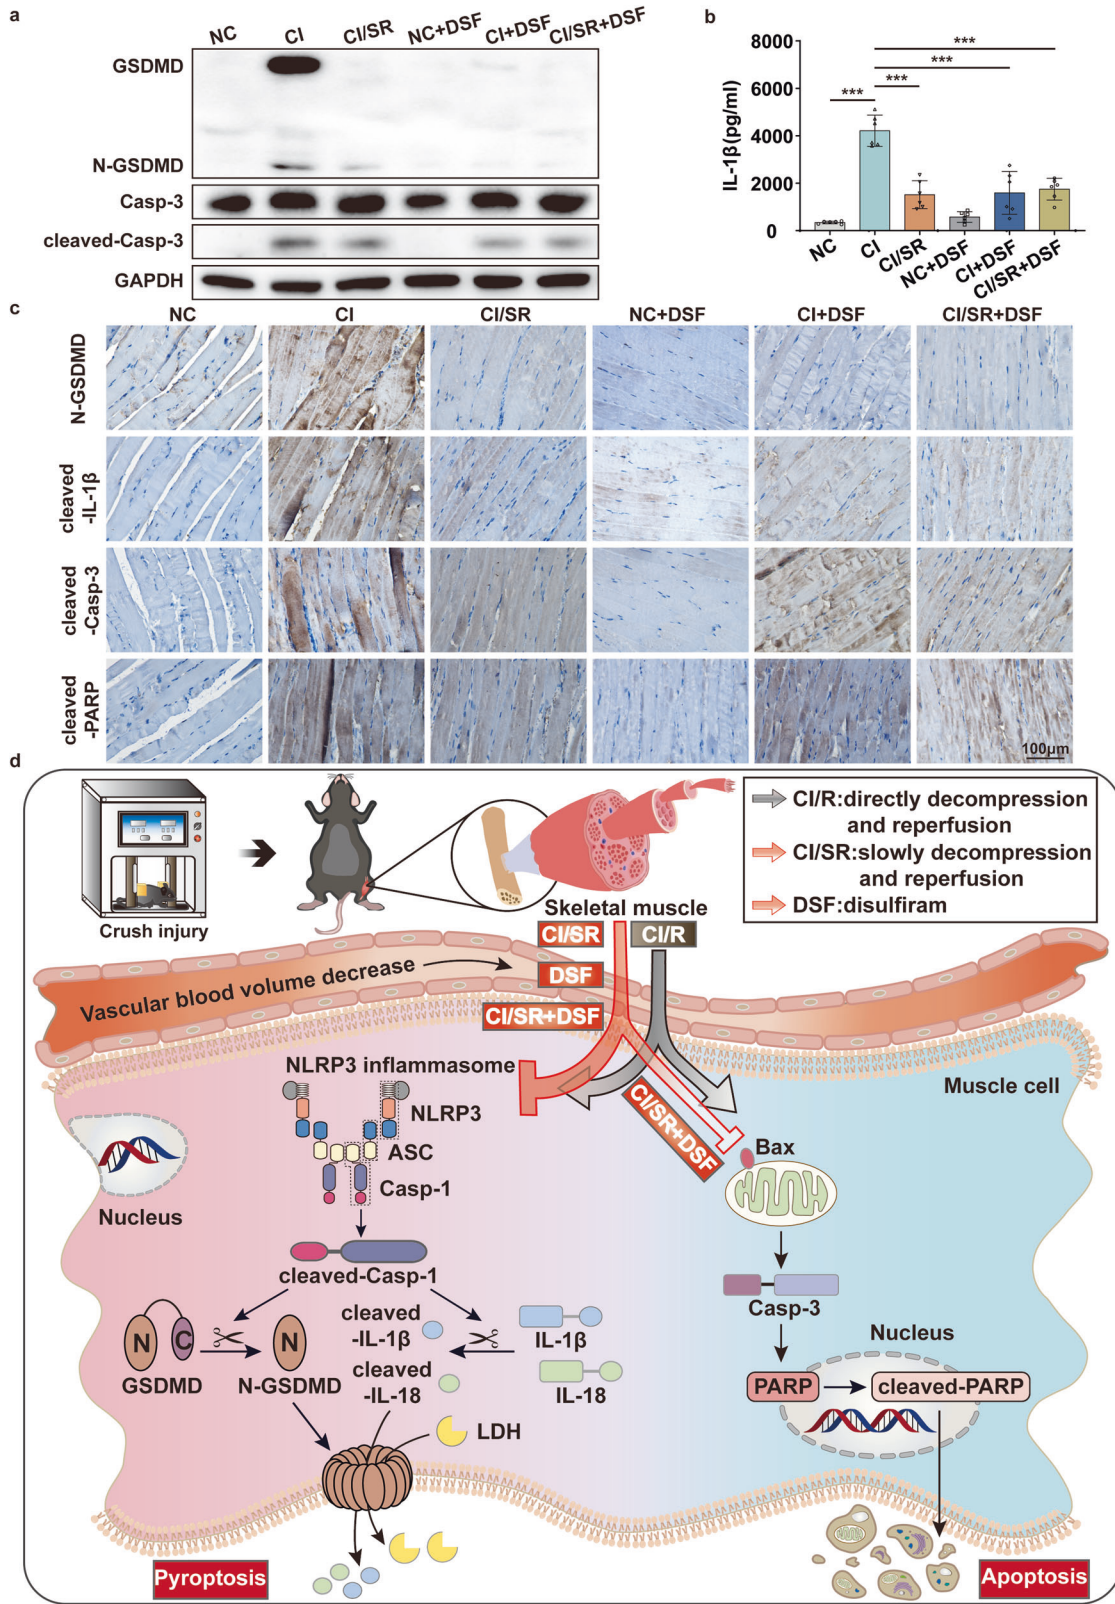 a
NC
CI
CI/SR
NC+DSF
CI+DSF
CI/SR+DSF
GSDMD
N-GSDMD
Casp-3
cleaved-Casp-3
GAPDH
b
IL-1β(pg/ml)
8000
6000
4000
2000
0
***
***
***
***
NC
CI
CI/SR
NC+DSF
CI+DSF
CI/SR+DSF
c
NC
CI
CI/SR
NC+DSF
CI+DSF
CI/SR+DSF
N-GSDMD
cleaved
-IL-1β
cleaved
-Casp-3
cleaved
-PARP
100μm
d
Crush injury
Skeletal muscle
CI/R:directly decompression
and reperfusion
CI/SR:slowly decompression
and reperfusion
DSF:disulfiram
CI/SR
CI/R
DSF
CI/SR+DSF
Vascular blood volume decrease
NLRP3 inflammasome
NLRP3
ASC
Casp-1
Nucleus
cleaved-Casp-1
CI/SR+DSF
Muscle cell
Bax
Casp-3
Nucleus
PARP
cleaved-PARP
N
C
GSDMD
N
N-GSDMD
cleaved
-IL-1β
cleaved
-IL-18
IL-1β
IL-18
LDH
Pyroptosis
Apoptosis